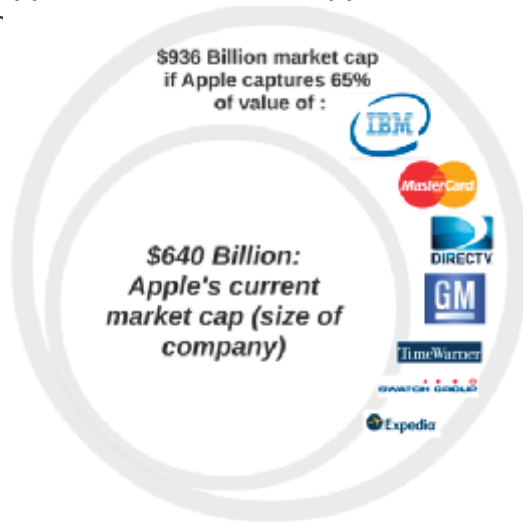 $936 Billion market cap
if Apple captures 65%
of value of :
IBM
MasterCard
DIRECTV
GM
$640 Billion:
Apple's current
market cap (size of
company)
TimeWarner
SWATCH GROUP
Expedia